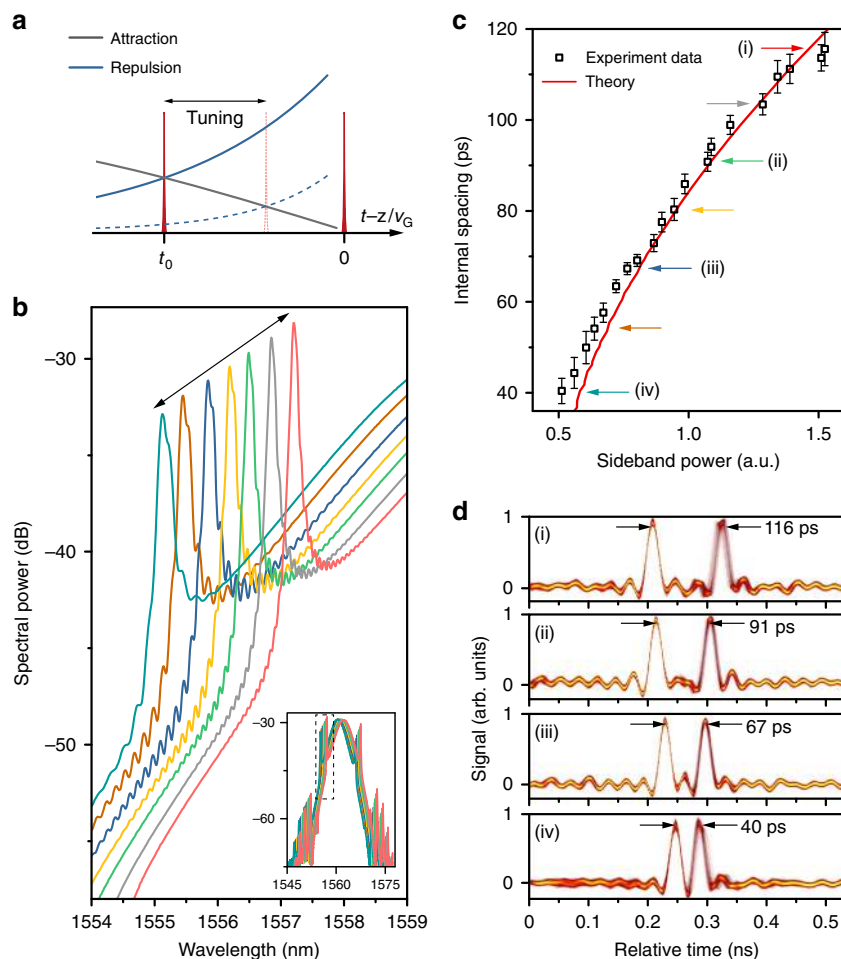 a
Attraction
Repulsion
Tuning
t–z/vG
t0
0
b
Spectral power (dB)
–30
–40
–50
1554
1555
1556
1557
1558
1559
Wavelength (nm)
–30
–60
1545
1560
1575
c
Internal spacing (ps)
120
100
80
60
40
Experiment data
Theory
(i)
(ii)
(iii)
(iv)
0.5
1.0
1.5
Sideband power (a.u.)
d
Signal (arb. units)
1
0
(i)
116 ps
1
0
(ii)
91 ps
1
0
(iii)
67 ps
1
0
(iv)
40 ps
0
0.1
0.2
0.3
0.4
0.5
Relative time (ns)